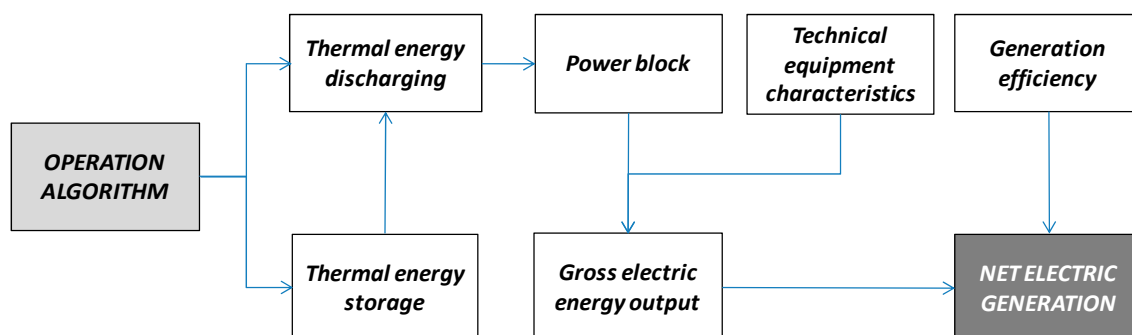 Thermal energy
discharging
Power block
Technical
equipment
characteristics
Generation
efficiency
OPERATION
ALGORITHM
Thermal energy
storage
Gross electric
energy output
NET ELECTRIC
GENERATION